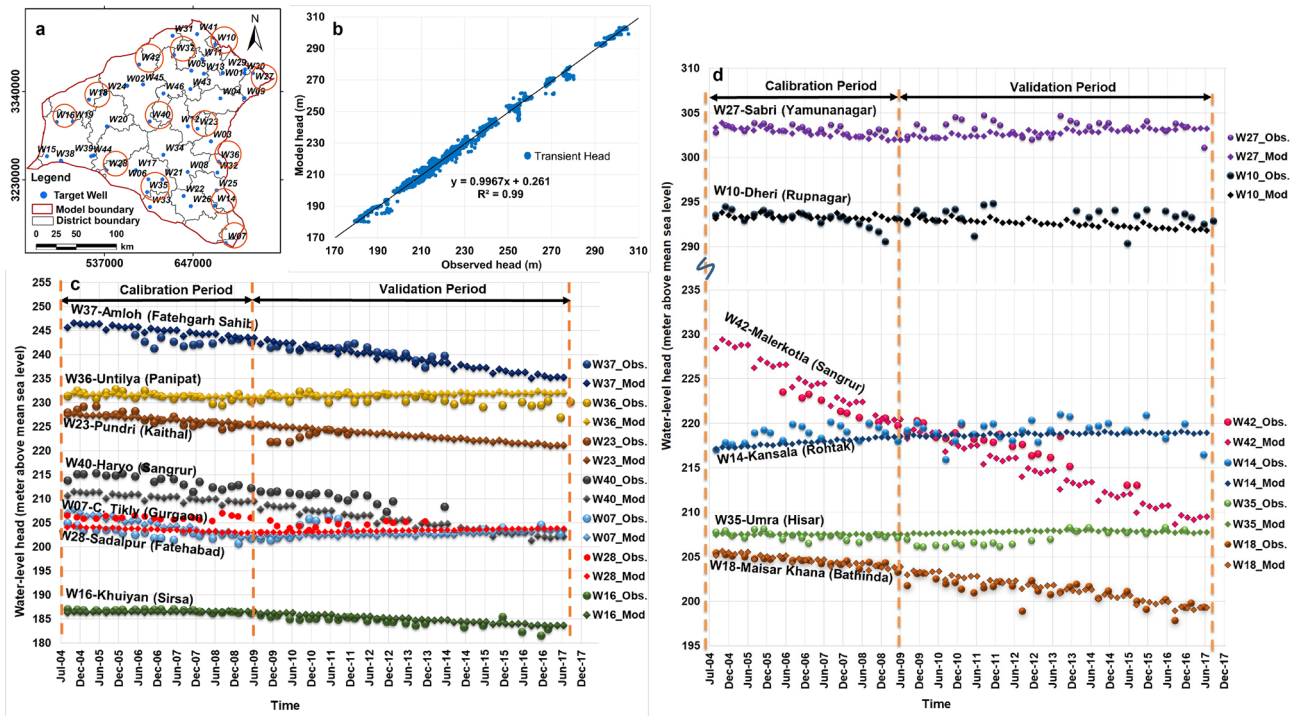 a
W31
W41
W10
W37
W11
W42
W05
W13
W29
W30
W01
W27
W02
W45
W24
W46
W43
W18
W04
W09
W16
W19
W40
W12
W23
W20
W03
W15
W38
W39
W44
W34
W36
W28
W17
W08
W32
W06
W21
W35
W25
W22
W33
W26
W14
W07
N
3340000
3230000
537000
647000
Legend
Target Well
Model boundary
District boundary
0 25 50 100
km
b
Model head (m)
310
290
270
250
230
210
190
170
170 190 210 230 250 270 290 310
Observed head (m)
Transient Head
y = 0.9967x + 0.261
R² = 0.99
c
Calibration Period
Validation Period
Water-level head (meter above mean sea level)
255
250
245
240
235
230
225
220
215
210
205
200
195
190
185
180
W37-Amloh (Fatehgarh Sahib)
W36-Untilya (Panipat)
W23-Pundri (Kaithal)
W40-Haryo (Sangrur)
W07-C. Tikly (Gurgaon)
W28-Sadalpur (Fatehabad)
W16-Khuiyan (Sirsa)
W37_Obs.
W37_Mod
W36_Obs.
W36_Mod
W23_Obs
W23_Mod
W40_Obs
W40_Mod
W07_Obs.
W07_Mod
W28_Obs
W28_Mod
W16_Obs
W16_Mod
Jul-04 Dec-04 Jun-05 Dec-05 Jun-06 Dec-06 Jun-07 Dec-07 Jun-08 Dec-08 Jun-09 Dec-09 Jun-10 Dec-10 Jun-11 Dec-11 Jun-12 Dec-12 Jun-13 Dec-13 Jun-14 Dec-14 Jun-15 Dec-15 Jun-16 Dec-16 Jun-17 Dec-17
Time
d
Calibration Period
Validation Period
Water-level head (meter above mean sea level)
310
305
300
295
290
235
230
225
220
215
210
205
200
195
W27-Sabri (Yamunanagar)
W10-Dheri (Rupnagar)
W42-Malerkotla (Sangrur)
W14-Kansala (Rohtak)
W35-Umra (Hisar)
W18-Maisar Khana (Bathinda)
W27_Obs.
W27_Mod
W10_Obs.
W10_Mod
W42_Obs.
W42_Mod
W14_Obs.
W14_Mod
W35_Obs.
W35_Mod
W18_Obs.
W18_Mod
Jul-04 Dec-04 Jun-05 Dec-05 Jun-06 Dec-06 Jun-07 Dec-07 Jun-08 Dec-08 Jun-09 Dec-09 Jun-10 Dec-10 Jun-11 Dec-11 Jun-12 Dec-12 Jun-13 Dec-13 Jun-14 Dec-14 Jun-15 Dec-15 Jun-16 Dec-16 Jun-17 Dec-17
Time